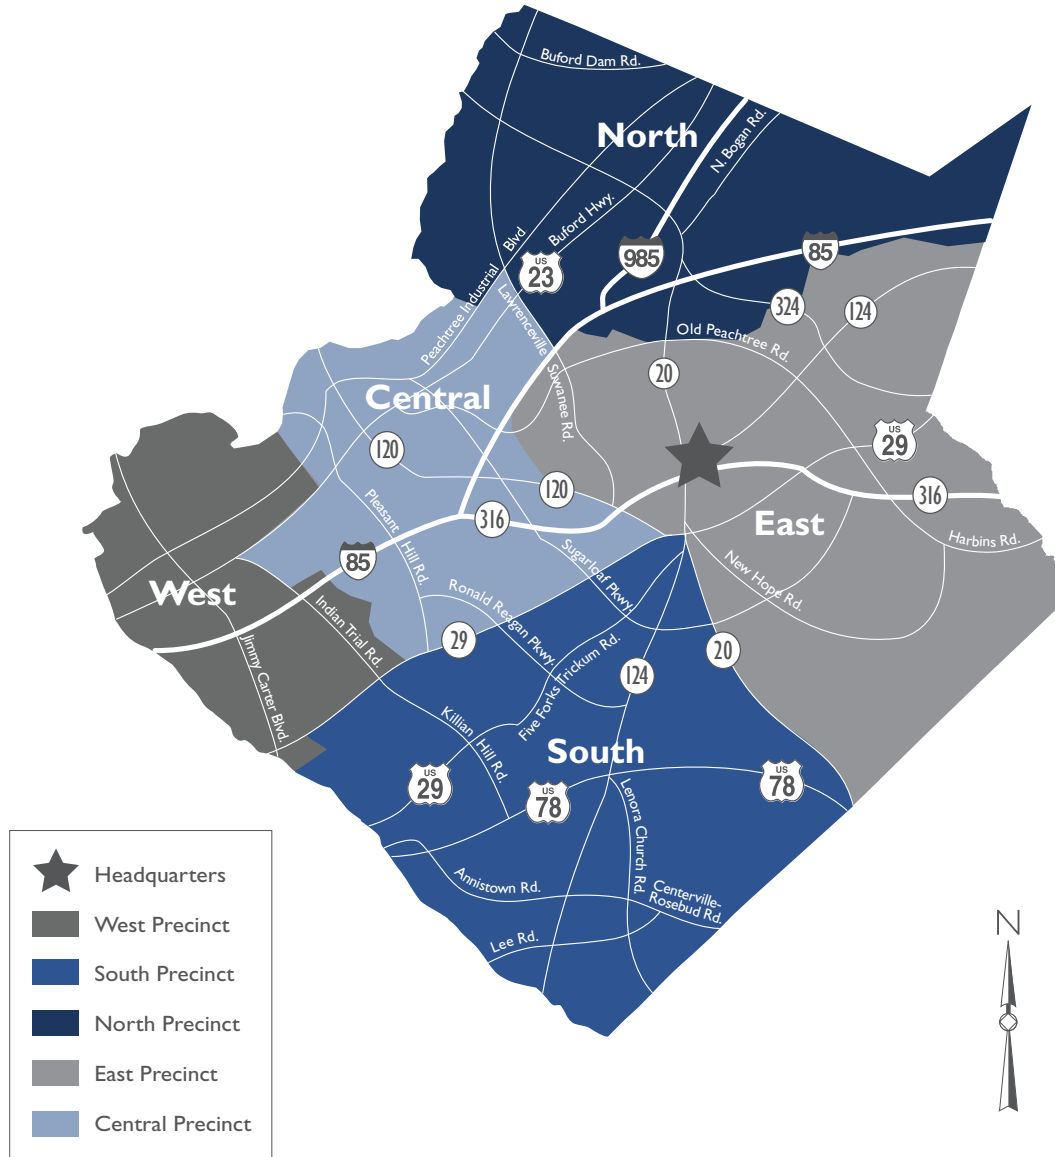 Buford Dam Rd.
North
N. Bogan Rd.
Buford Hwy.
Peachtree Industrial Blvd
985
85
US
23
Lawrenceville
Suwanee Rd.
324
124
Old Peachtree Rd.
20
Central
120
US
29
120
316
316
East
Harbins Rd.
Pleasant
Hill Rd.
85
Sugarloaf Pkwy.
New Hope Rd.
West
Indian Trial Rd.
Ronald Reagan Pkwy.
29
Five Forks Trickum Rd.
20
124
Jimmy Carter Blvd.
Killian
Hill Rd.
South
US
29
US
78
US
78
Lenora Church Rd.
Annistown Rd.
Centerville-
Rosebud Rd.
Lee Rd.
Headquarters
West Precinct
South Precinct
North Precinct
East Precinct
Central Precinct
N